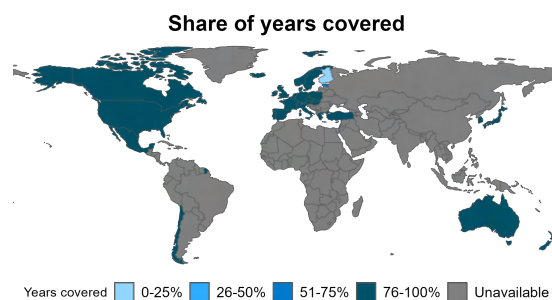 Share of years covered
Years covered 0-25% 26-50% 51-75% 76-100% Unavailable